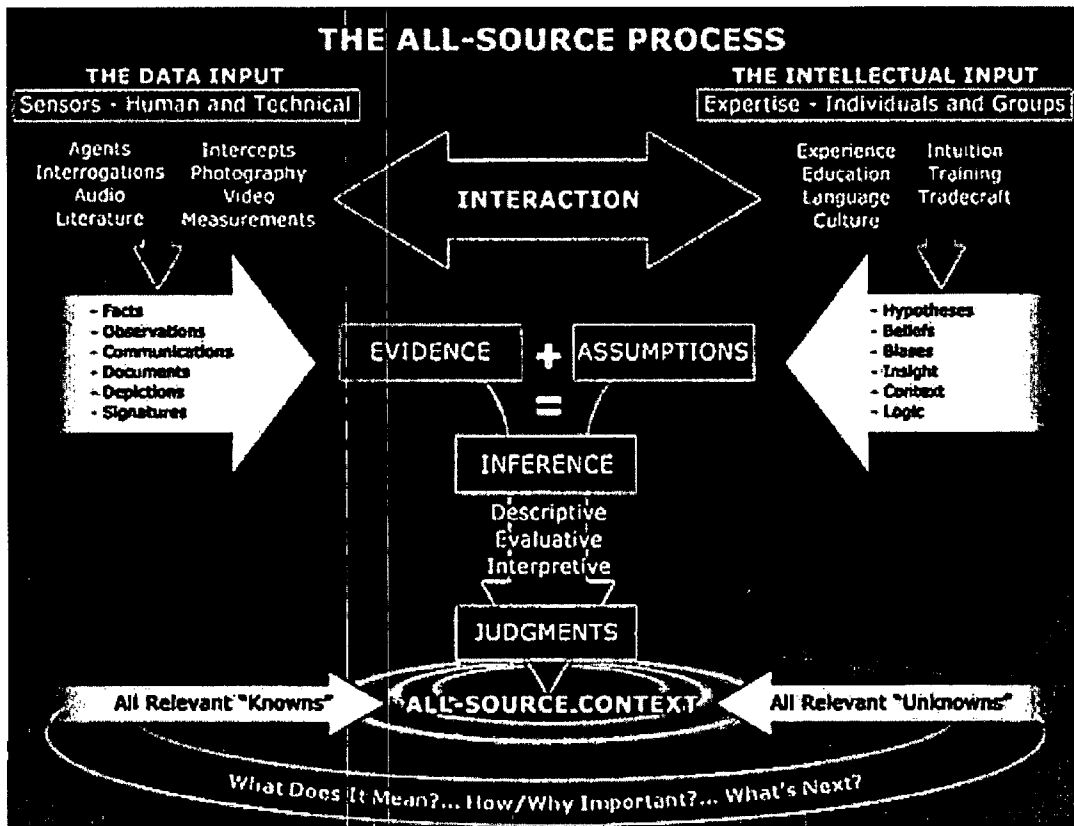 THE ALL-SOURCE PROCESS
THE DATA INPUT
Sensors - Human and Technical
Agents
Interrogations
Audio
Literature
Intercepts
Photography
Video
Measurements
THE INTELLECTUAL INPUT
Expertise - Individuals and Groups
Experience
Education
Language
Culture
Intuition
Training
Tradecraft
INTERACTION
- Facts
- Observations
- Communications
- Documents
- Depictions
- Signatures
EVIDENCE + ASSUMPTIONS
=
- Hypotheses
- Beliefs
- Biases
- Insight
- Context
- Logic
INFERENCE
Descriptive
Evaluative
Interpretive
JUDGMENTS
All Relevant "Knowns"
ALL-SOURCE CONTEXT
All Relevant "Unknowns"
What Does It Mean?... How/Why Important?... What's Next?